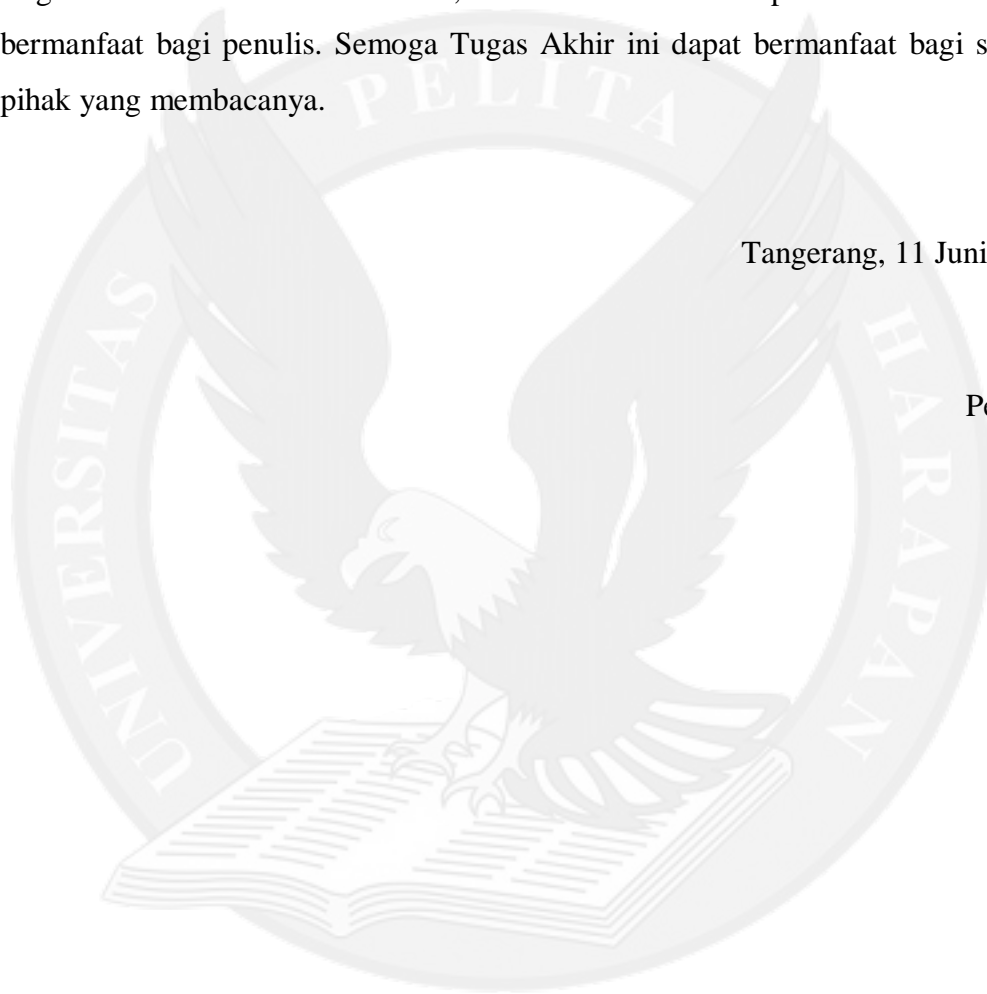 bermanfaat bagi penulis. Semoga Tugas Akhir ini dapat bermanfaat bagi s
pihak yang membacanya.
Tangerang, 11 Juni
Pe
UNIVERSITAS PELITA HARAPAN